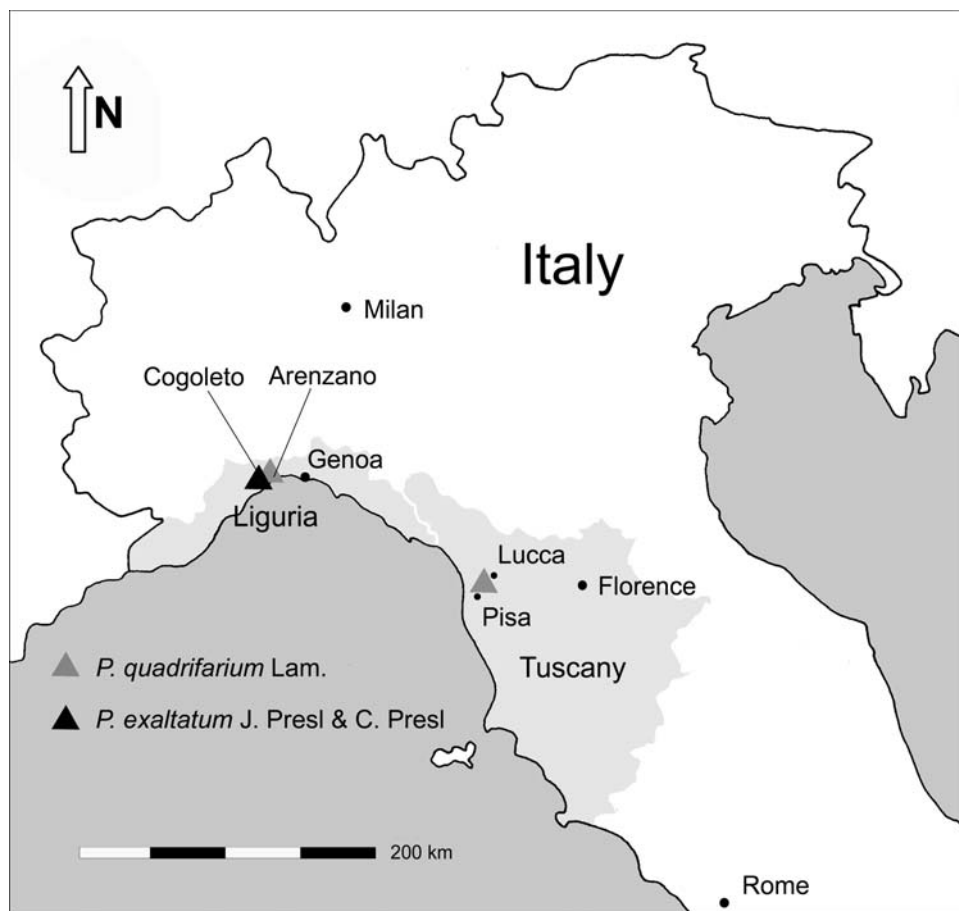 N
Italy
Milan
Cogoleto
Arenzano
Genoa
Liguria
Lucca
Florence
Pisa
Tuscany
P. quadrifarium Lam.
P. exaltatum J. Presl & C. Presl
200 km
Rome